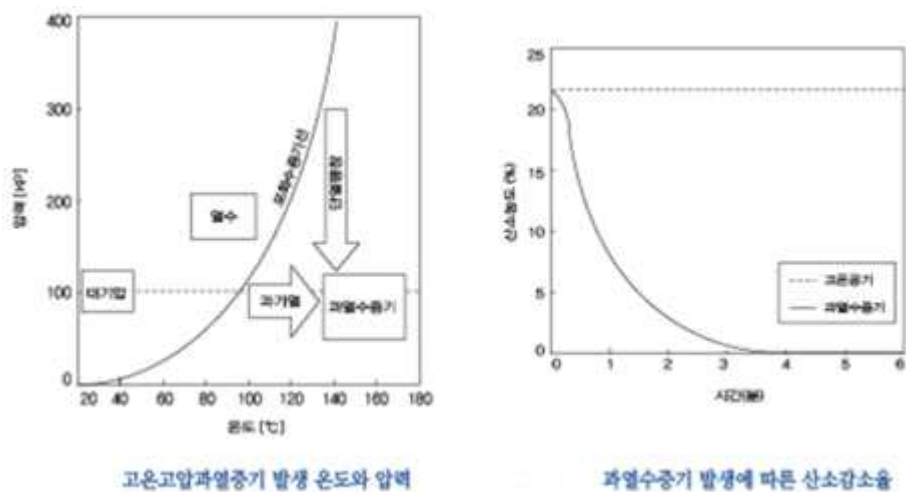 400
300
200
100
0
압력 [KP]
20 40 60 80 100 120 140 160 180
온도 [℃]
포화수증기선
열수
대기압
단열팽창
과가열
과열수증기
고온고압과열증기 발생 온도와 압력
25
20
15
10
5
0
산소농도 (%)
고온공기
과열수증기
0 1 2 3 4 5 6
시간(분)
과열수증기 발생에 따른 산소감소율